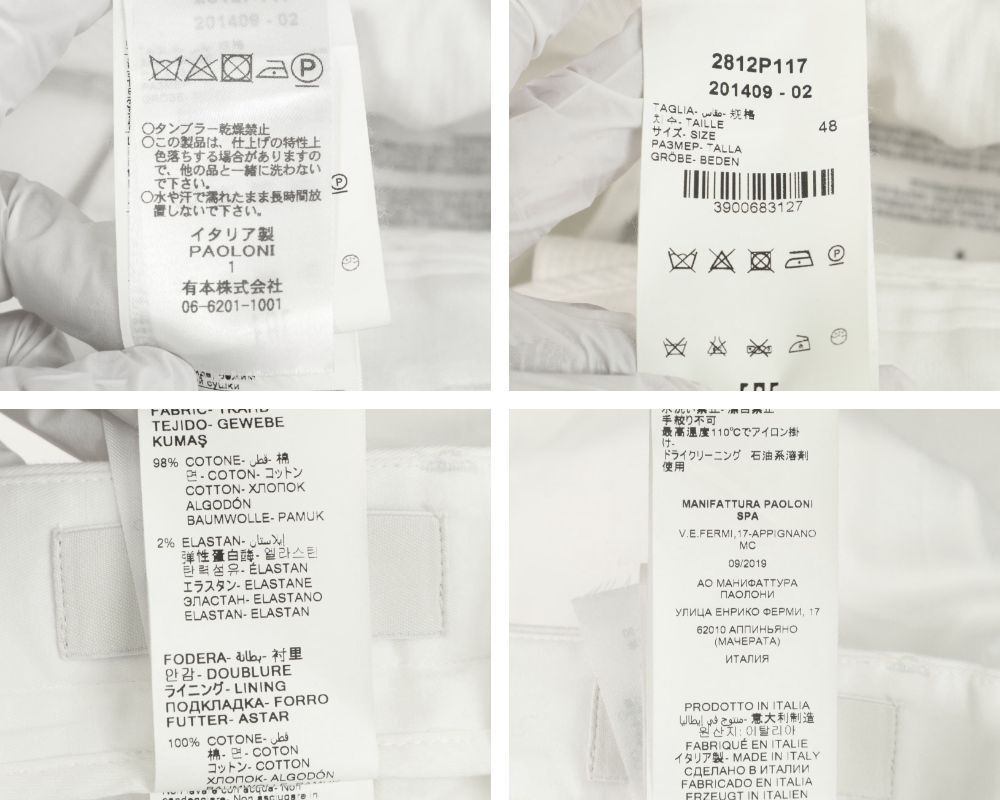 201409 - 02
P
○タンブラー乾燥禁止
○この製品は、仕上げの特性上
色落ちする場合がありますの
で、他の品と一緒に洗わない
で下さい。
○水や汗で濡れたまま長時間放
置しないで下さい。
イタリア製
PAOLONI
1
有本株式会社
06-6201-1001
P
2812P117
201409 - 02
TAGLIA- مقاس- 规格
치수- TAILLE
サイズ- SIZE
РАЗМЕР- TALLA
GRÖBE- BEDEN
48
3900683127
P
FABRIC- ТКАНЬ
TEJIDO- GEWEBE
KUMAŞ
98% COTONE- قطن- 棉
면- COTON- コットン
COTTON- ХЛОПОК
ALGODÓN
BAUMWOLLE- PAMUK
2% ELASTAN- إيلاستان
弹性蛋白酶- 엘라스틴
탄력섬유- ÉLASTAN
エラスタン- ELASTANE
ЭЛАСТАН- ELASTANO
ELASTAN- ELASTAN
FODERA- بطانة- 衬里
안감- DOUBLURE
ライニング- LINING
ПОДКЛАДКА- FORRO
FUTTER- ASTAR
100% COTONE- قطن
棉- 면- COTON
コットン- COTTON
ХЛОПОК- ALGODÓN
手絞り不可
最高温度110℃でアイロン掛
け-
ドライクリーニング 石油系溶剤
使用
MANIFATTURA PAOLONI
SPA
V.E.FERMI,17-APPIGNANO
MC
09/2019
АО МАНИФАТТУРА
ПАОЛОНИ
УЛИЦА ЕНРИКО ФЕРМИ, 17
62010 АППИНЬЯНО
(МАЧЕРАТА)
ИТАЛИЯ
PRODOTTO IN ITALIA
منتوج في إيطاليا- 意大利制造
원산지: 이탈리아
FABRIQUÉ EN ITALIE
イタリア製- MADE IN ITALY
СДЕЛАНО В ИТАЛИИ
FABRICADO EN ITALIA
ERZEUGT IN ITALIEN